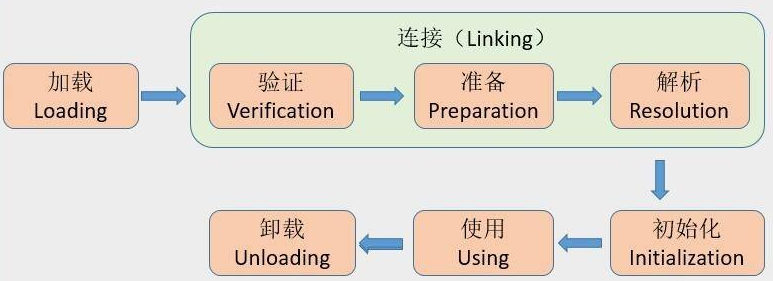 连接（Linking）
加载
Loading
验证
Verification
准备
Preparation
解析
Resolution
初始化
Initialization
使用
Using
卸载
Unloading